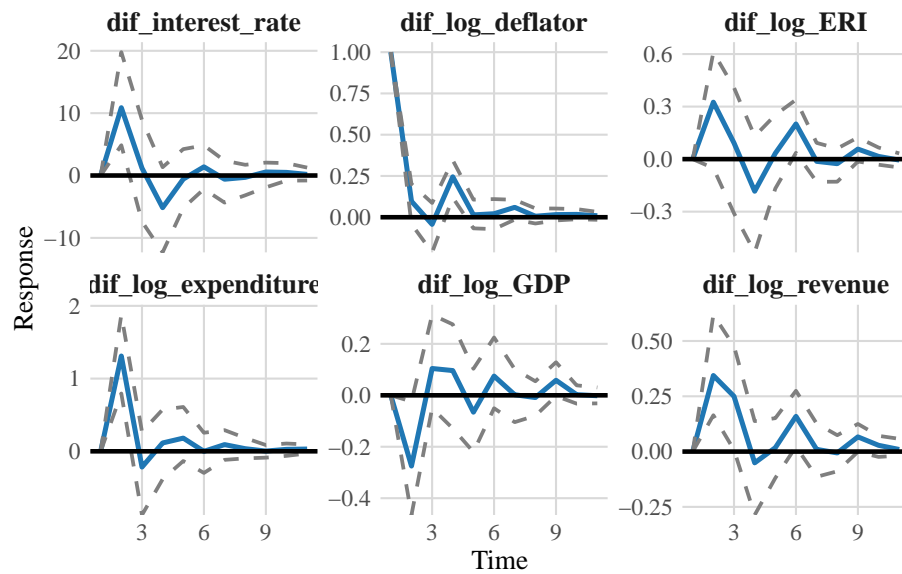 dif_interest_rate
dif_log_deflator
dif_log_ERI
20
10
0
−10
1.00
0.75
0.50
0.25
0.00
0.6
0.3
0.0
−0.3
Response
dif_log_expenditure
dif_log_GDP
dif_log_revenue
2
1
0
0.2
0.0
−0.2
−0.4
0.50
0.25
0.00
−0.25
3 6 9
3 6 9
3 6 9
Time